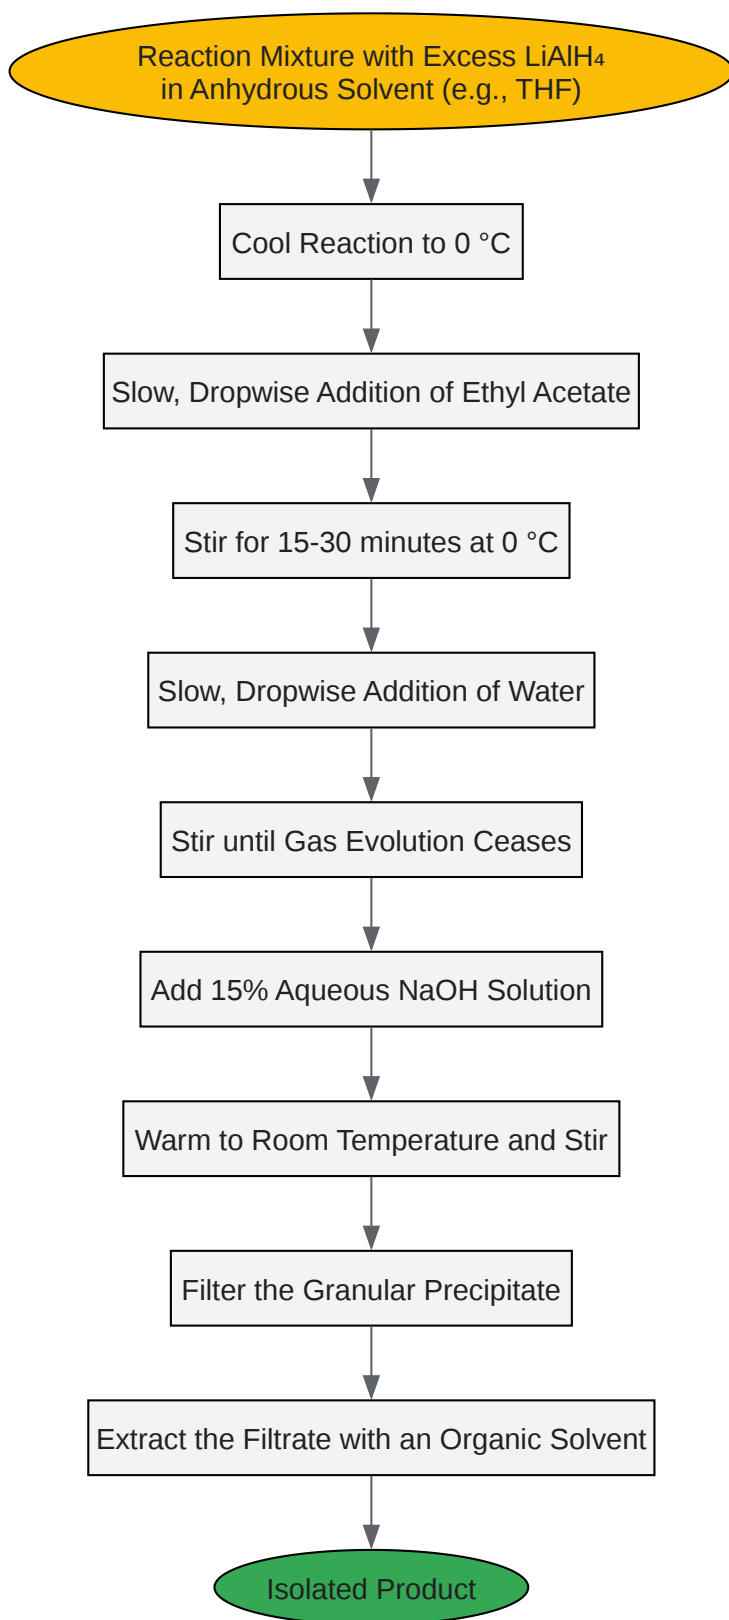 Reaction Mixture with Excess LiAlH₄
in Anhydrous Solvent (e.g., THF)
Cool Reaction to 0 °C
Slow, Dropwise Addition of Ethyl Acetate
Stir for 15-30 minutes at 0 °C
Slow, Dropwise Addition of Water
Stir until Gas Evolution Ceases
Add 15% Aqueous NaOH Solution
Warm to Room Temperature and Stir
Filter the Granular Precipitate
Extract the Filtrate with an Organic Solvent
Isolated Product